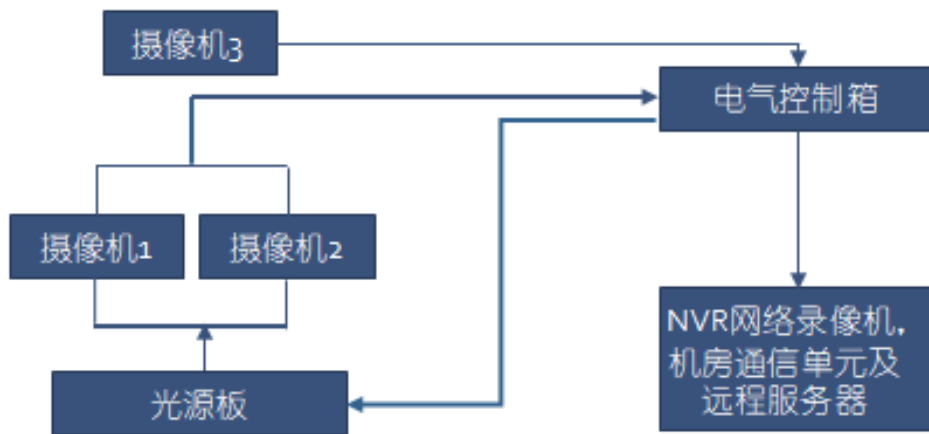 摄像机3
电气控制箱
摄像机1
摄像机2
NVR网络录像机，
机房通信单元及
远程服务器
光源板